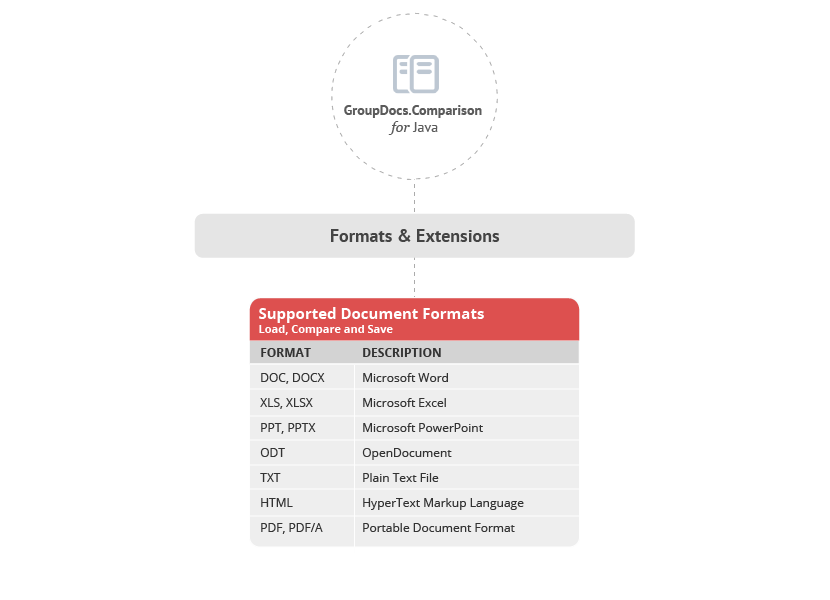 GroupDocs.Comparison
for Java
Formats & Extensions
Supported Document Formats
Load, Compare and Save
FORMAT DESCRIPTION
DOC, DOCX Microsoft Word
XLS, XLSX Microsoft Excel
PPT, PPTX Microsoft PowerPoint
ODT OpenDocument
TXT Plain Text File
HTML HyperText Markup Language
PDF, PDF/A Portable Document Format